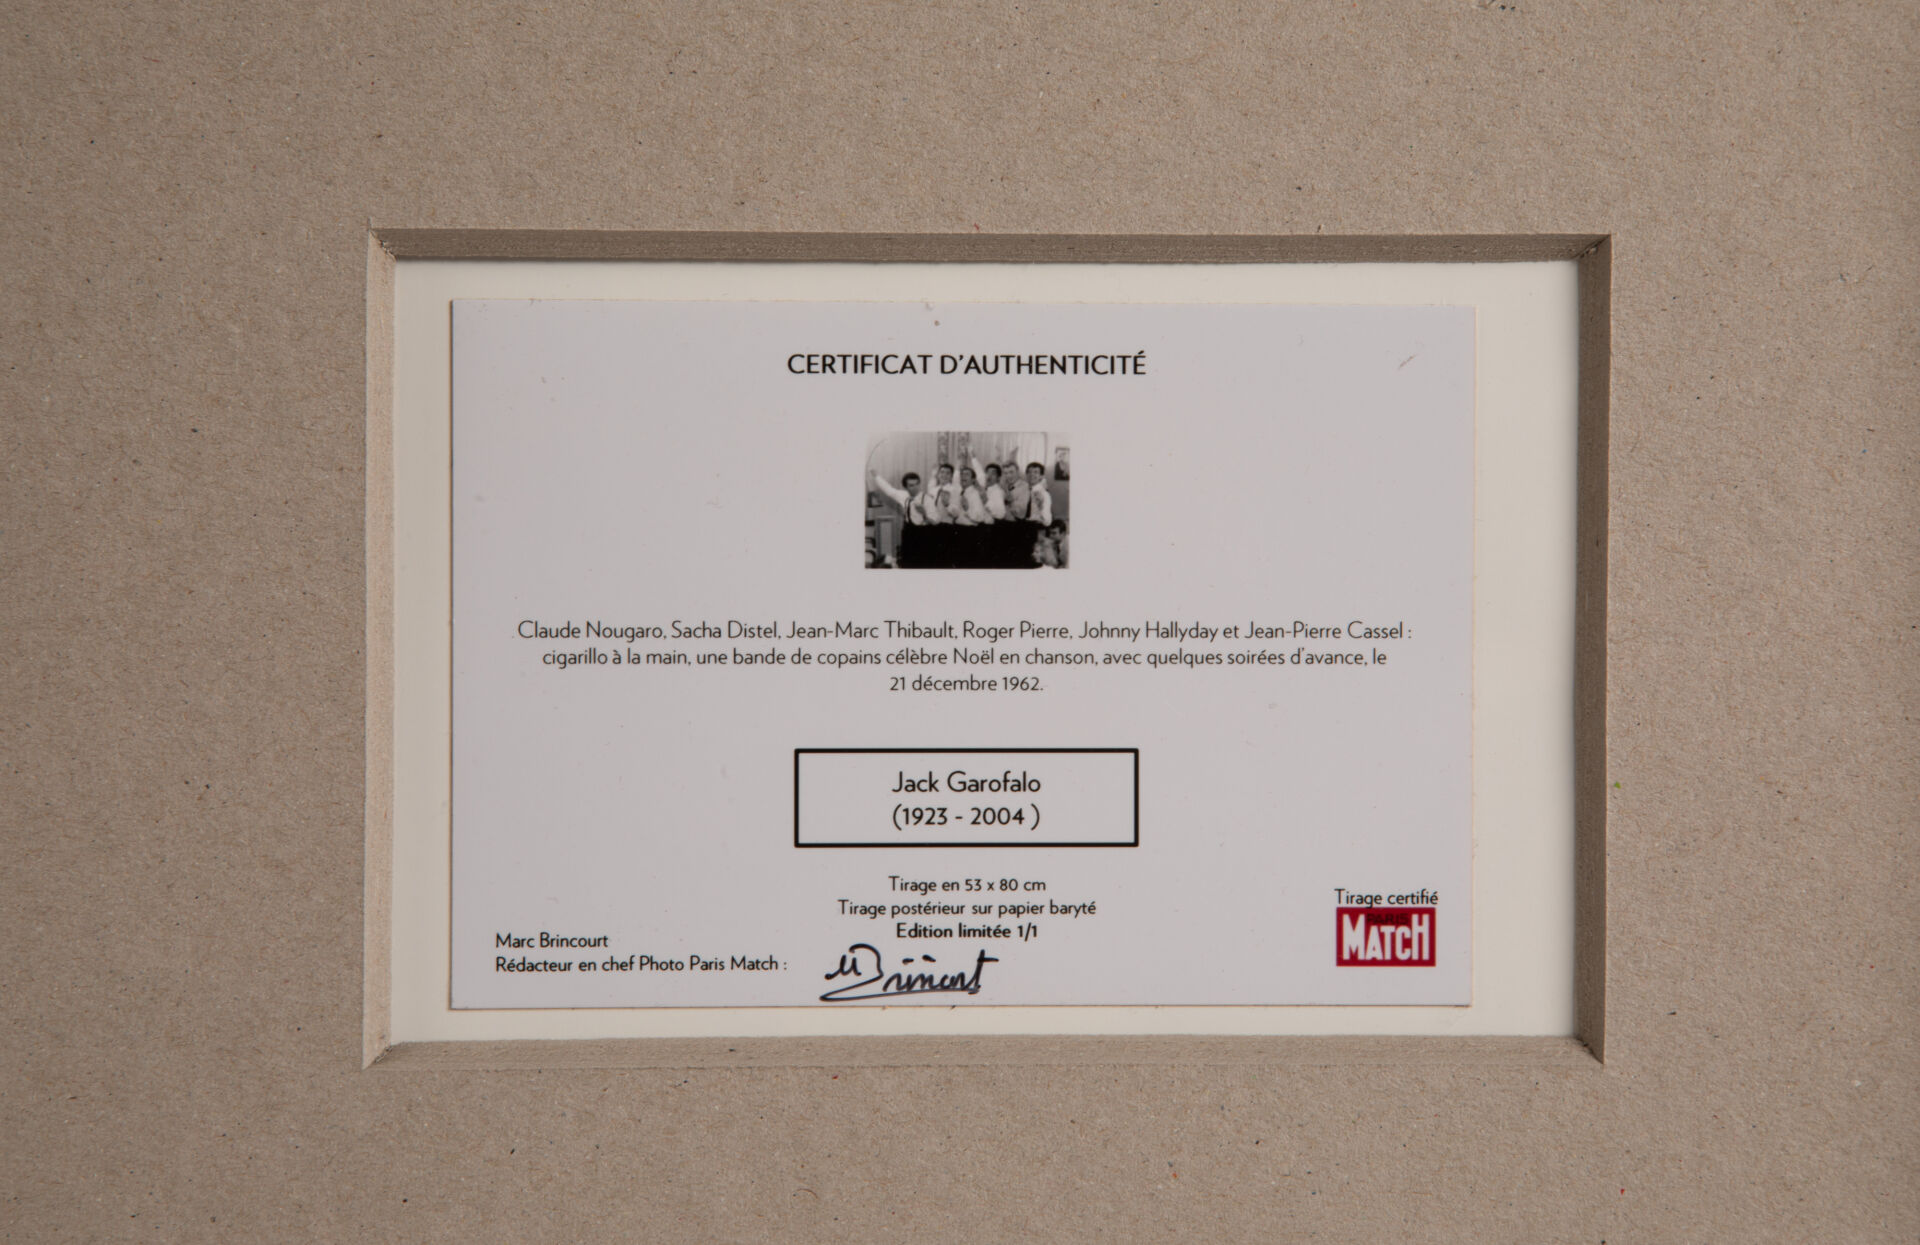 CERTIFICAT D'AUTHENTICITÉ
Claude Nougaro, Sacha Distel, Jean-Marc Thibault, Roger Pierre, Johnny Hallyday et Jean-Pierre Cassel :
cigarillo à la main, une bande de copains célèbre Noël en chanson, avec quelques soirées d'avance, le
21 décembre 1962.
Jack Garofalo
(1923 - 2004 )
Tirage en 53 x 80 cm
Tirage postérieur sur papier baryté
Edition limitée 1/1
Marc Brincourt
Rédacteur en chef Photo Paris Match :
MBrincourt
Tirage certifié
PARIS
MATCH